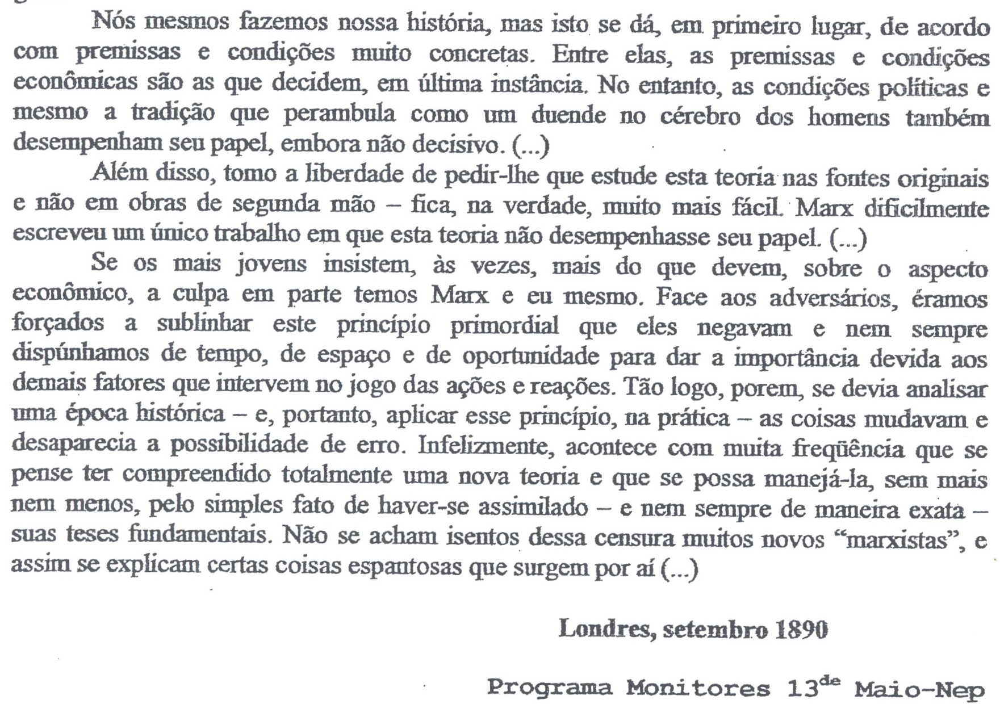 Nós mesmos fazemos nossa história, mas isto se dá, em primeiro lugar, de acordo
com premissas e condições muito concretas. Entre elas, as premissas e condições
econômicas são as que decidem, em última instância. No entanto, as condições políticas e
mesmo a tradição que perambula como um duende no cérebro dos homens também
desempenham seu papel, embora não decisivo. (...)
Além disso, tomo a liberdade de pedir-lhe que estude esta teoria nas fontes originais
e não em obras de segunda mão – fica, na verdade, muito mais fácil. Marx dificilmente
escreveu um único trabalho em que esta teoria não desempenhasse seu papel. (...)
Se os mais jovens insistem, às vezes, mais do que devem, sobre o aspecto
econômico, a culpa em parte temos Marx e eu mesmo. Face aos adversários, éramos
forçados a sublinhar este princípio primordial que eles negavam e nem sempre
dispúnhamos de tempo, de espaço e de oportunidade para dar a importância devida aos
demais fatores que intervem no jogo das ações e reações. Tão logo, porem, se devia analisar
uma época histórica – e, portanto, aplicar esse princípio, na prática – as coisas mudavam e
desaparecia a possibilidade de erro. Infelizmente, acontece com muita freqüência que se
pense ter compreendido totalmente uma nova teoria e que se possa manejá-la, sem mais
nem menos, pelo simples fato de haver-se assimilado – e nem sempre de maneira exata –
suas teses fundamentais. Não se acham isentos dessa censura muitos novos “marxistas”, e
assim se explicam certas coisas espantosas que surgem por aí (...)
Londres, setembro 1890
Programa Monitores 13de Maio-Nep